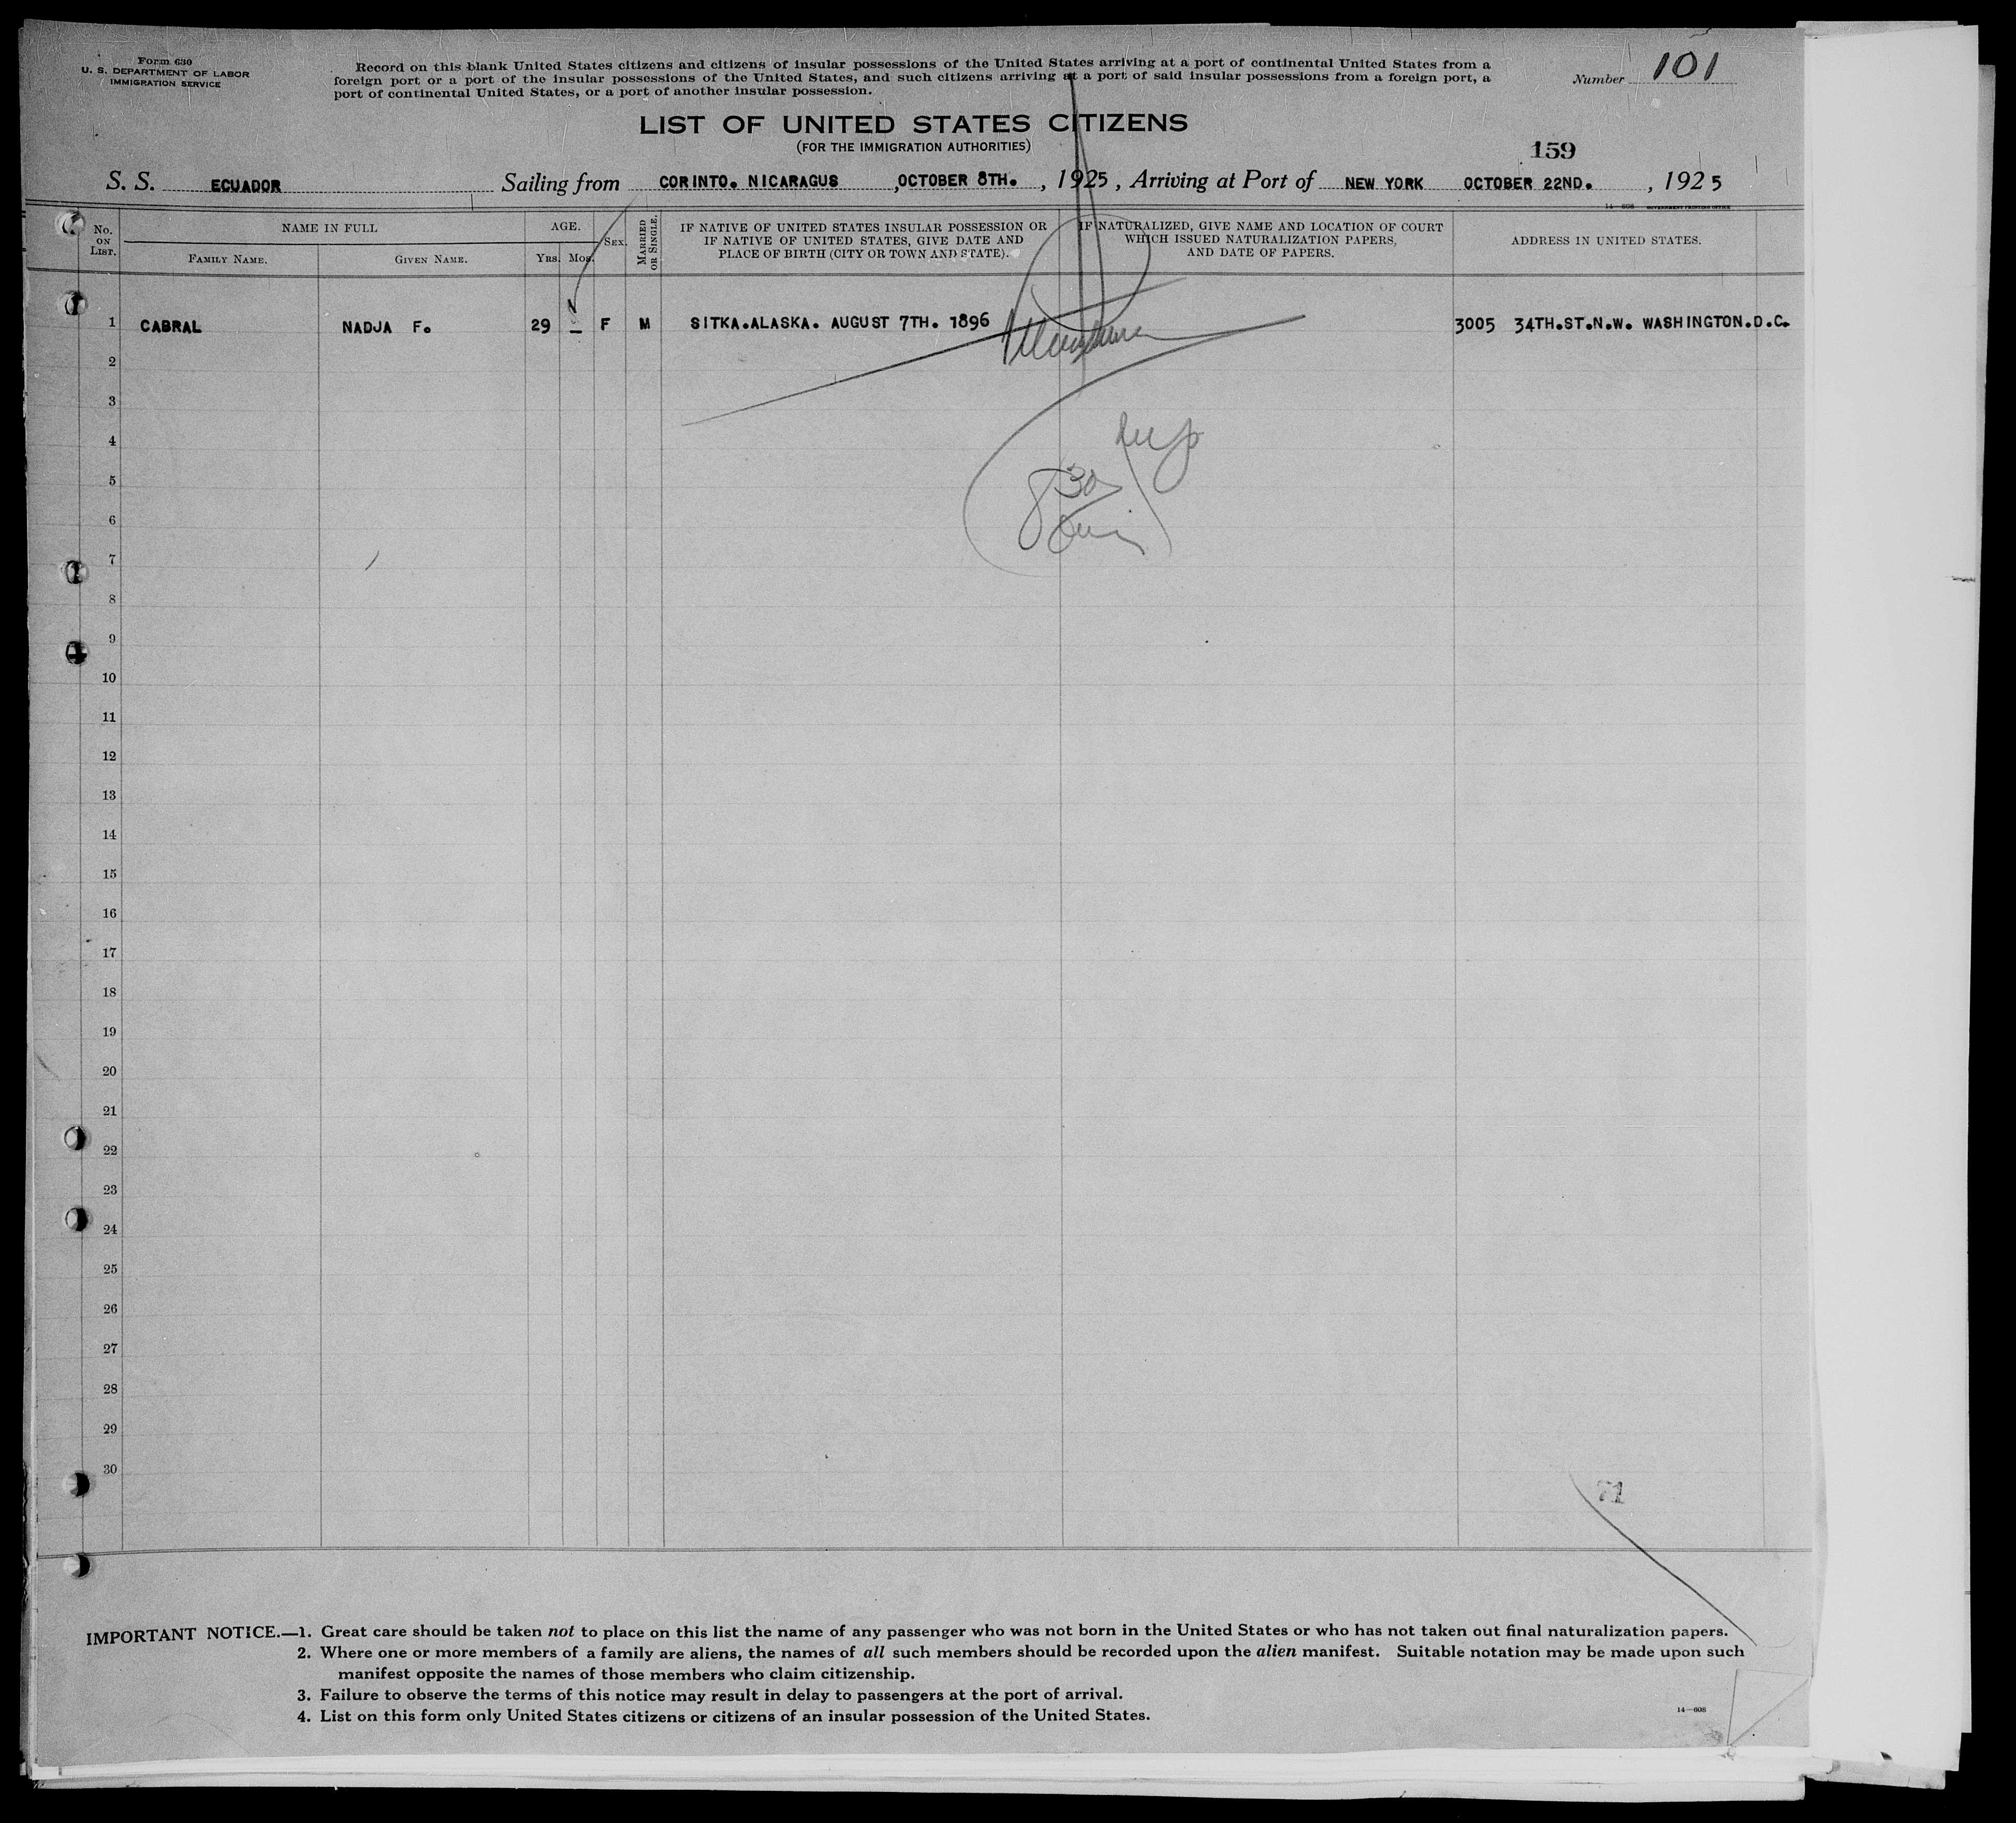 Form 630
U. S. DEPARTMENT OF LABOR
IMMIGRATION SERVICE
Record on this blank United States citizens and citizens of insular possessions of the United States arriving at a port of continental United States from a
foreign port or a port of the insular possessions of the United States, and such citizens arriving at a port of said insular possessions from a foreign port, a
port of continental United States, or a port of another insular possession.
Number 101
LIST OF UNITED STATES CITIZENS
(FOR THE IMMIGRATION AUTHORITIES)
159
S. S. ECUADOR Sailing from CORINTO. NICARAGUS ,OCTOBER 8TH. , 1925 , Arriving at Port of NEW YORK OCTOBER 22ND. , 1925
14—608 GOVERNMENT PRINTING OFFICE
No. ON LIST.
NAME IN FULL
FAMILY NAME.
GIVEN NAME.
AGE.
YRS. MOS.
SEX.
MARRIED OR SINGLE.
IF NATIVE OF UNITED STATES INSULAR POSSESSION OR
IF NATIVE OF UNITED STATES, GIVE DATE AND
PLACE OF BIRTH (CITY OR TOWN AND STATE).
IF NATURALIZED, GIVE NAME AND LOCATION OF COURT
WHICH ISSUED NATURALIZATION PAPERS,
AND DATE OF PAPERS.
ADDRESS IN UNITED STATES.
1 CABRAL NADJA F. 29 – F M SITKA.ALASKA. AUGUST 7TH. 1896 3005 34TH.ST.N.W. WASHINGTON.D.C.
2
3
4
5
30
6
7
8
9
10
11
12
13
14
15
16
17
18
19
20
21
22
23
24
25
26
27
28
29
30
71
IMPORTANT NOTICE.—1. Great care should be taken not to place on this list the name of any passenger who was not born in the United States or who has not taken out final naturalization papers.
2. Where one or more members of a family are aliens, the names of all such members should be recorded upon the alien manifest. Suitable notation may be made upon such
manifest opposite the names of those members who claim citizenship.
3. Failure to observe the terms of this notice may result in delay to passengers at the port of arrival.
4. List on this form only United States citizens or citizens of an insular possession of the United States.
14—608